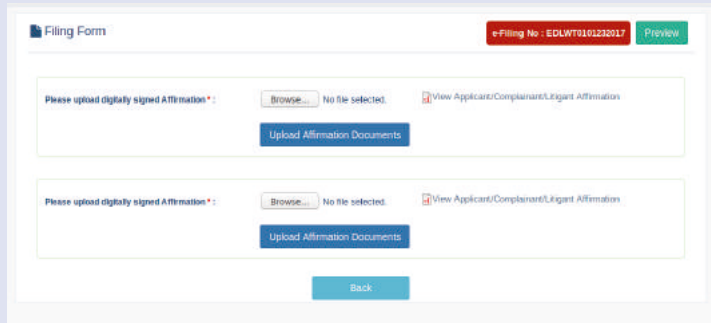 Filing Form
e-Filing No : EDLWT0101232017
Preview
Please upload digitally signed Affirmation * :
Browse... No file selected.
View Applicant/Complainant/Litigant Affirmation
Upload Affirmation Documents
Please upload digitally signed Affirmation * :
Browse... No file selected.
View Applicant/Complainant/Litigant Affirmation
Upload Affirmation Documents
Back